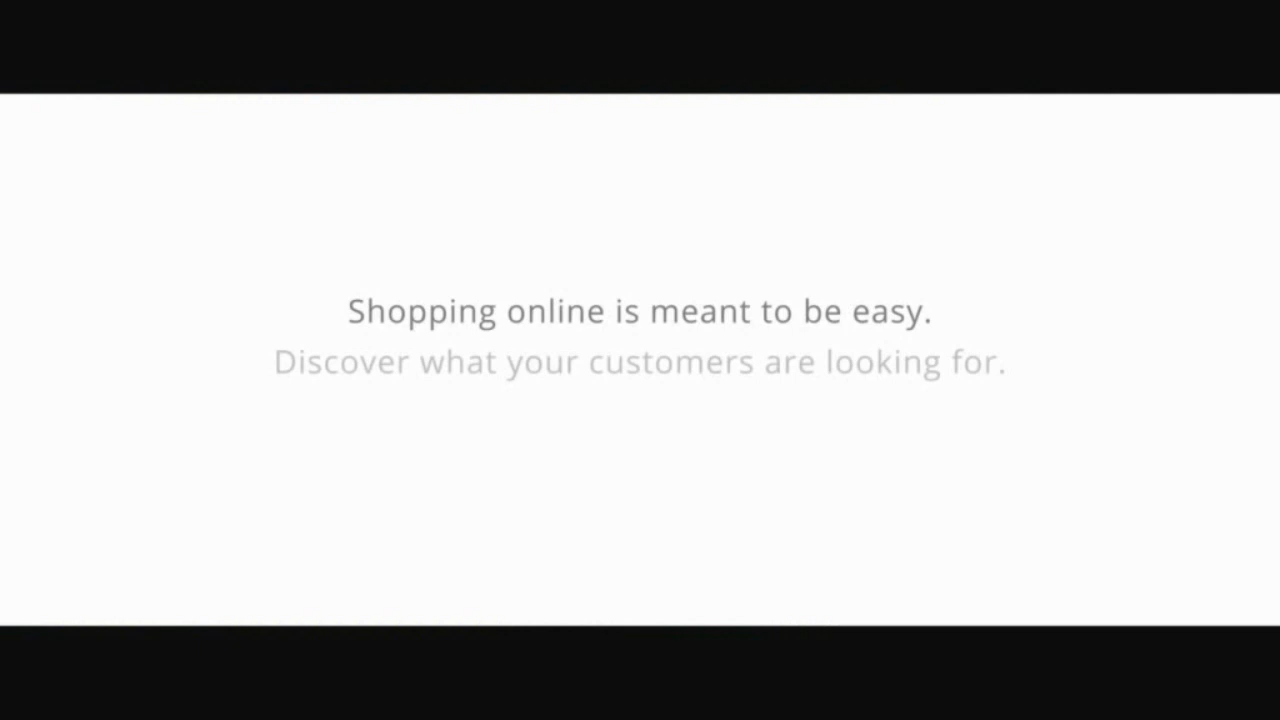 Shopping online is meant to be easy.
Discover what your customers are looking for.